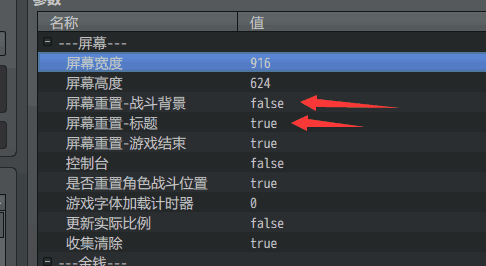 参数
名称 值
---屏幕---
屏幕宽度 916
屏幕高度 624
屏幕重置-战斗背景 false
屏幕重置-标题 true
屏幕重置-游戏结束 true
控制台 false
是否重置角色战斗位置 true
游戏字体加载计时器 0
更新实际比例 false
收集清除 true
---金钱---